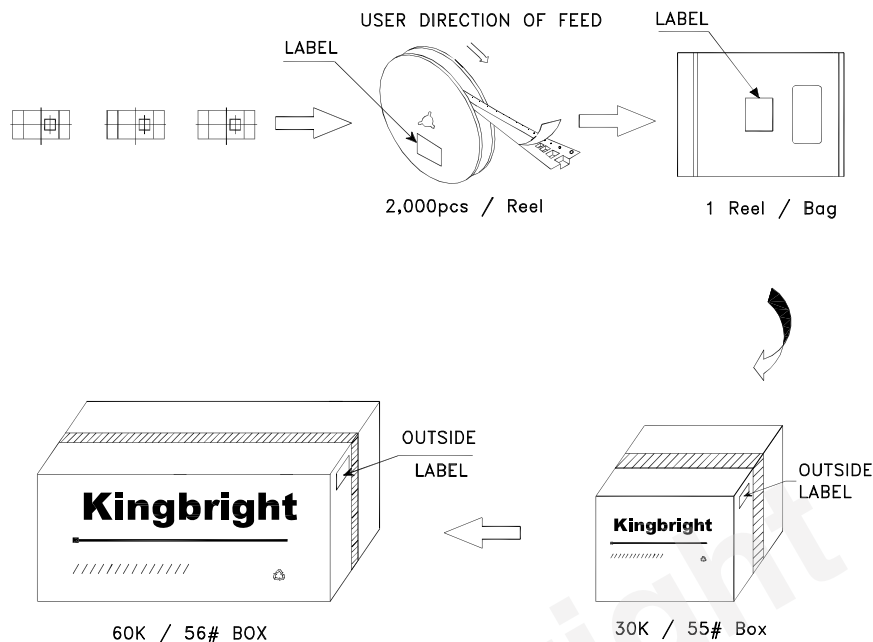 USER DIRECTION OF FEED
LABEL
LABEL
2,000pcs / Reel
1 Reel / Bag
OUTSIDE
LABEL
Kingbright
60K / 56# BOX
OUTSIDE
LABEL
Kingbright
30K / 55# Box
right